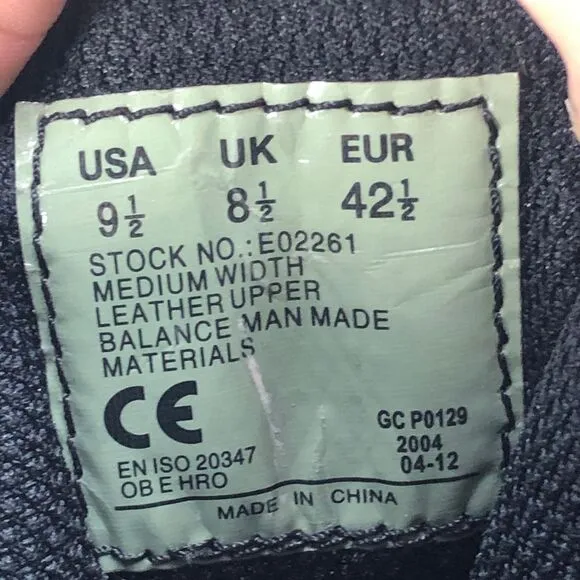 USA UK EUR
9½ 8½ 42½
STOCK NO.: E02261
MEDIUM WIDTH
LEATHER UPPER
BALANCE MAN MADE
MATERIALS
CE
GC P0129
2004
04-12
EN ISO 20347
OB E HRO
MADE IN CHINA